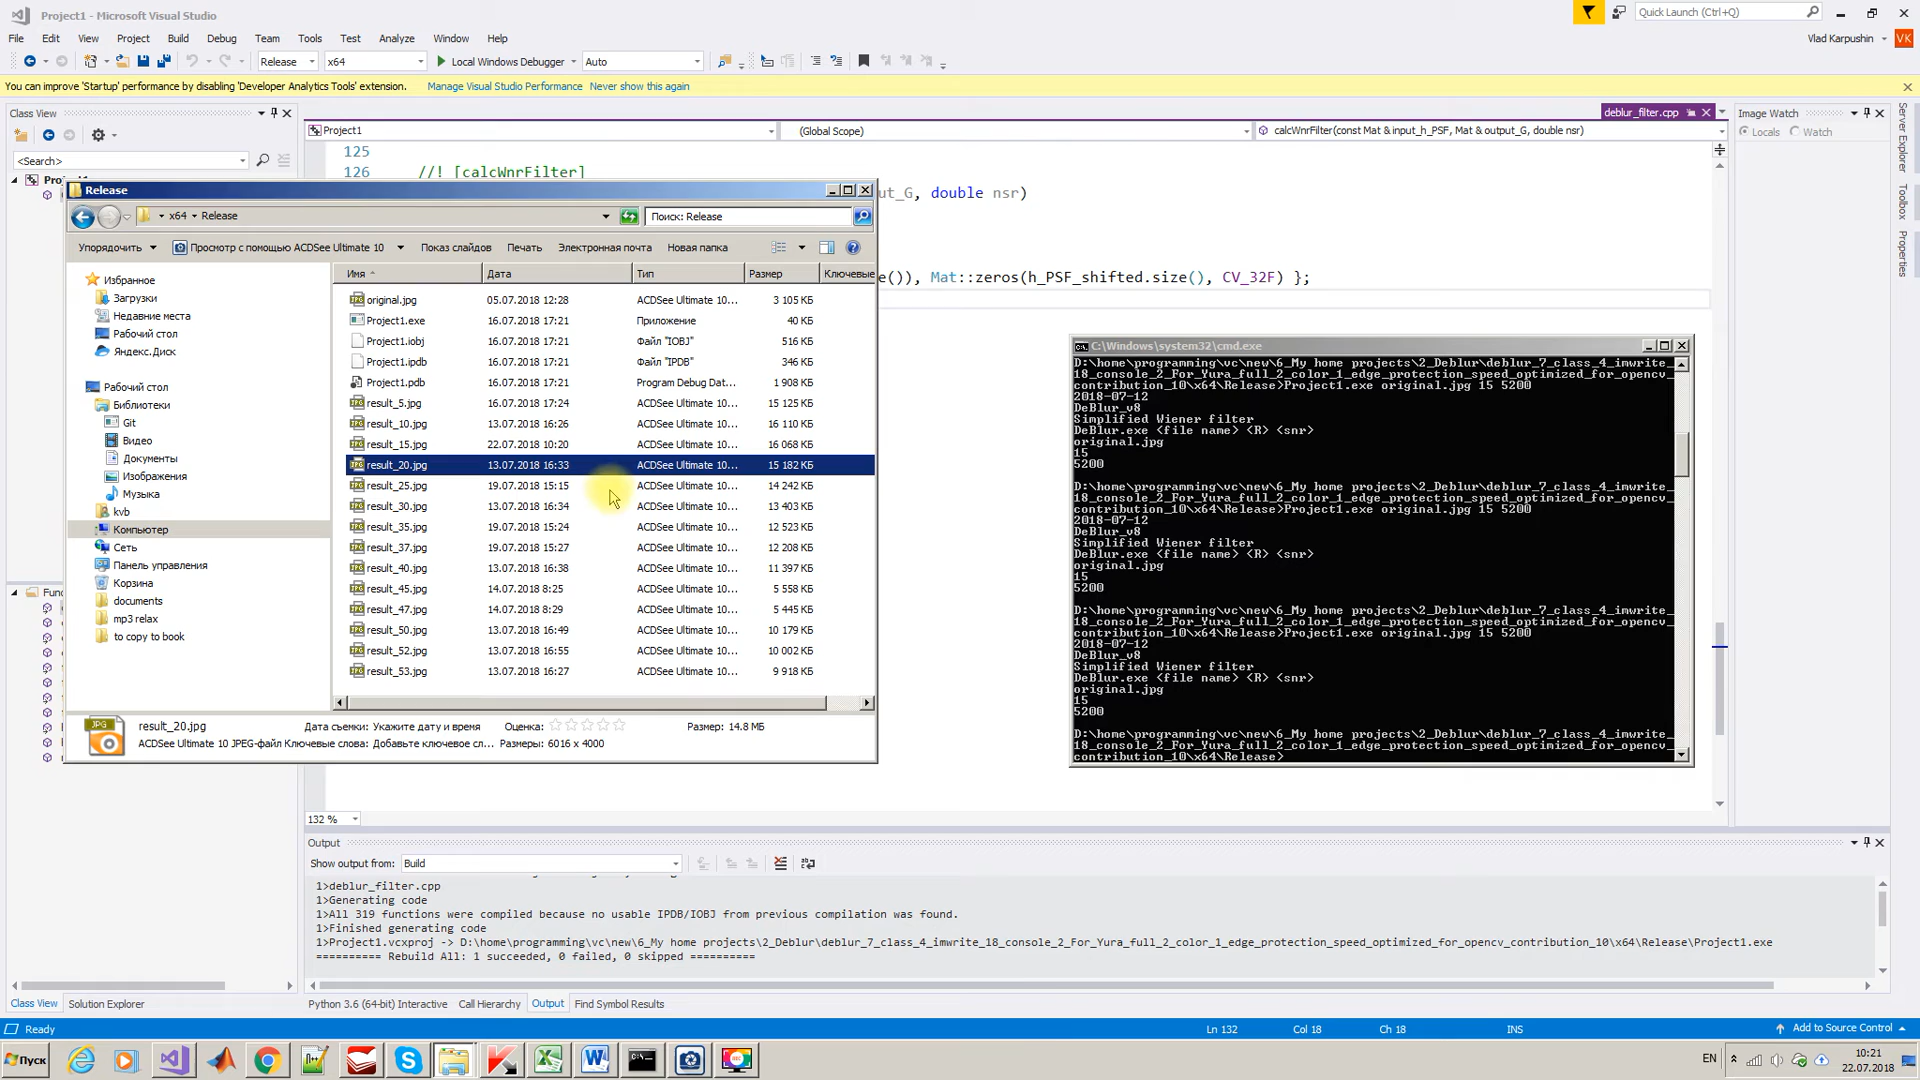 Project1 - Microsoft Visual Studio
Quick Launch (Ctrl+Q)
File Edit View Project Build Debug Team Tools Test Analyze Window Help
Vlad Karpushin VK
Release x64 Local Windows Debugger Auto
You can improve 'Startup' performance by disabling 'Developer Analytics Tools' extension. Manage Visual Studio Performance Never show this again
Class View
<Search>
deblur_filter.cpp
Project1 (Global Scope) calcWnrFilter(const Mat & input_h_PSF, Mat & output_G, double nsr)
Image Watch
Locals Watch
Server Explorer
Toolbox
Properties
125
126 //! [calcWnrFilter]
ut_G, double nsr)
e()), Mat::zeros(h_PSF_shifted.size(), CV_32F) };
Release
x64 Release
Поиск: Release
Упорядочить Просмотр с помощью ACDSee Ultimate 10 Показ слайдов Печать Электронная почта Новая папка
Избранное
Загрузки
Недавние места
Рабочий стол
Яндекс.Диск
Рабочий стол
Библиотеки
Git
Видео
Документы
Изображения
Музыка
kvb
Компьютер
Сеть
Панель управления
Корзина
documents
mp3 relax
to copy to book
Имя Дата Тип Размер Ключевые
original.jpg 05.07.2018 12:28 ACDSee Ultimate 10... 3 105 КБ
Project1.exe 16.07.2018 17:21 Приложение 40 КБ
Project1.iobj 16.07.2018 17:21 Файл "IOBJ" 516 КБ
Project1.ipdb 16.07.2018 17:21 Файл "IPDB" 346 КБ
Project1.pdb 16.07.2018 17:21 Program Debug Dat... 1 908 КБ
result_5.jpg 16.07.2018 17:24 ACDSee Ultimate 10... 15 125 КБ
result_10.jpg 13.07.2018 16:26 ACDSee Ultimate 10... 16 110 КБ
result_15.jpg 22.07.2018 10:20 ACDSee Ultimate 10... 16 068 КБ
result_20.jpg 13.07.2018 16:33 ACDSee Ultimate 10... 15 182 КБ
result_25.jpg 19.07.2018 15:15 ACDSee Ultimate 10... 14 242 КБ
result_30.jpg 13.07.2018 16:34 ACDSee Ultimate 10... 13 403 КБ
result_35.jpg 19.07.2018 15:24 ACDSee Ultimate 10... 12 523 КБ
result_37.jpg 19.07.2018 15:27 ACDSee Ultimate 10... 12 208 КБ
result_40.jpg 13.07.2018 16:38 ACDSee Ultimate 10... 11 397 КБ
result_45.jpg 14.07.2018 8:25 ACDSee Ultimate 10... 5 558 КБ
result_47.jpg 14.07.2018 8:29 ACDSee Ultimate 10... 5 445 КБ
result_50.jpg 13.07.2018 16:49 ACDSee Ultimate 10... 10 179 КБ
result_52.jpg 13.07.2018 16:55 ACDSee Ultimate 10... 10 002 КБ
result_53.jpg 13.07.2018 16:27 ACDSee Ultimate 10... 9 918 КБ
result_20.jpg Дата съемки: Укажите дату и время Оценка: Размер: 14.8 МБ
ACDSee Ultimate 10 JPEG-файл Ключевые слова: Добавьте ключевое сл... Размеры: 6016 x 4000
C:\Windows\system32\cmd.exe
D:\home\programming\vc\new\6_My home projects\2_Deblur\deblur_7_class_4_imwrite_
18_console_2_For_Yura_full_2_color_1_edge_protection_speed_optimized_for_opencv_
contribution_10\x64\Release>Project1.exe original.jpg 15 5200
2018-07-12
DeBlur_v8
Simplified Wiener filter
DeBlur.exe <file name> <R> <snr>
original.jpg
15
5200
D:\home\programming\vc\new\6_My home projects\2_Deblur\deblur_7_class_4_imwrite_
18_console_2_For_Yura_full_2_color_1_edge_protection_speed_optimized_for_opencv_
contribution_10\x64\Release>Project1.exe original.jpg 15 5200
2018-07-12
DeBlur_v8
Simplified Wiener filter
DeBlur.exe <file name> <R> <snr>
original.jpg
15
5200
D:\home\programming\vc\new\6_My home projects\2_Deblur\deblur_7_class_4_imwrite_
18_console_2_For_Yura_full_2_color_1_edge_protection_speed_optimized_for_opencv_
contribution_10\x64\Release>Project1.exe original.jpg 15 5200
2018-07-12
DeBlur_v8
Simplified Wiener filter
DeBlur.exe <file name> <R> <snr>
original.jpg
15
5200
D:\home\programming\vc\new\6_My home projects\2_Deblur\deblur_7_class_4_imwrite_
18_console_2_For_Yura_full_2_color_1_edge_protection_speed_optimized_for_opencv_
contribution_10\x64\Release>
132 %
Output
Show output from: Build
1>deblur_filter.cpp
1>Generating code
1>All 319 functions were compiled because no usable IPDB/IOBJ from previous compilation was found.
1>Finished generating code
1>Project1.vcxproj -> D:\home\programming\vc\new\6_My home projects\2_Deblur\deblur_7_class_4_imwrite_18_console_2_For_Yura_full_2_color_1_edge_protection_speed_optimized_for_opencv_contribution_10\x64\Release\Project1.exe
========== Rebuild All: 1 succeeded, 0 failed, 0 skipped ==========
Class View Solution Explorer
Python 3.6 (64-bit) Interactive Call Hierarchy Output Find Symbol Results
Ready Ln 132 Col 18 Ch 18 INS Add to Source Control
Пуск EN 10:21
22.07.2018